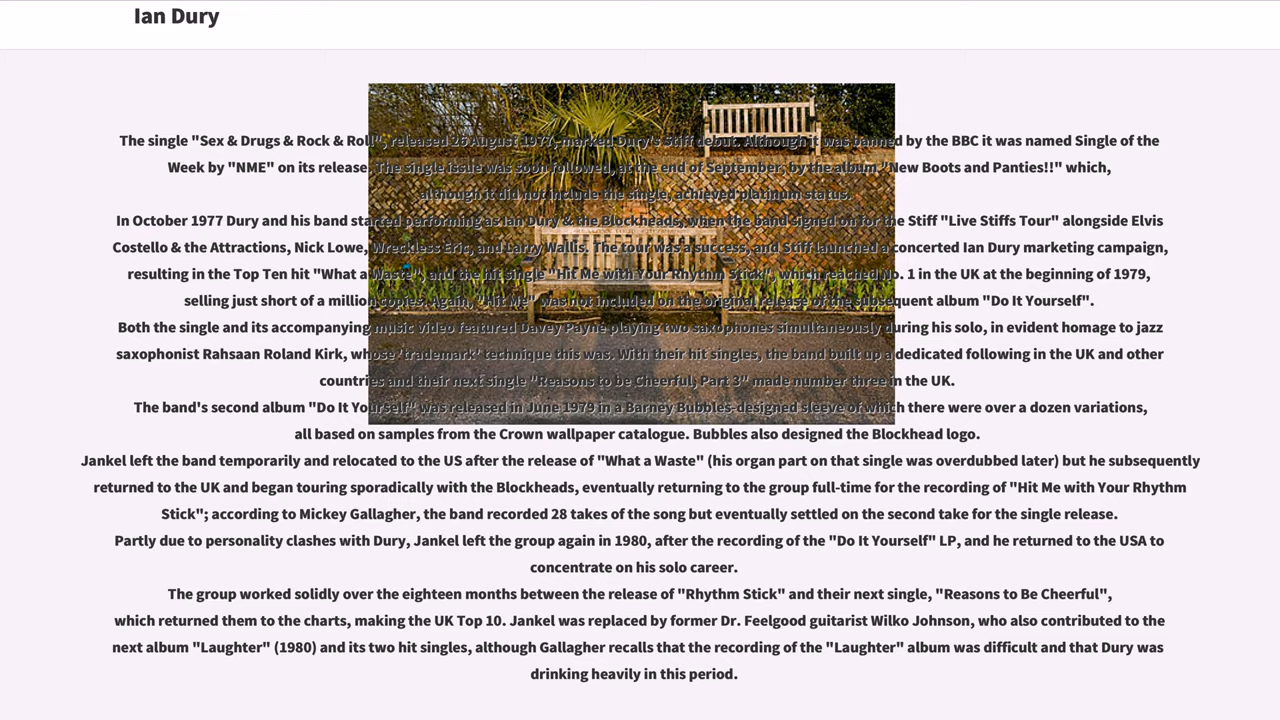 Ian Dury
The single "Sex & Drugs & Rock & Roll", released 26 August 1977, marked Dury's Stiff debut. Although it was banned by the BBC it was named Single of the
Week by "NME" on its release. The single issue was soon followed, at the end of September, by the album "New Boots and Panties!!" which,
although it did not include the single, achieved platinum status.
In October 1977 Dury and his band started performing as Ian Dury & the Blockheads, when the band signed on for the Stiff "Live Stiffs Tour" alongside Elvis
Costello & the Attractions, Nick Lowe, Wreckless Eric, and Larry Wallis. The tour was a success, and Stiff launched a concerted Ian Dury marketing campaign,
resulting in the Top Ten hit "What a Waste", and the hit single "Hit Me with Your Rhythm Stick", which reached No. 1 in the UK at the beginning of 1979,
selling just short of a million copies. Again, "Hit Me" was not included on the original release of the subsequent album "Do It Yourself".
Both the single and its accompanying music video featured Davey Payne playing two saxophones simultaneously during his solo, in evident homage to jazz
saxophonist Rahsaan Roland Kirk, whose 'trademark' technique this was. With their hit singles, the band built up a dedicated following in the UK and other
countries and their next single "Reasons to be Cheerful, Part 3" made number three in the UK.
The band's second album "Do It Yourself" was released in June 1979 in a Barney Bubbles-designed sleeve of which there were over a dozen variations,
all based on samples from the Crown wallpaper catalogue. Bubbles also designed the Blockhead logo.
Jankel left the band temporarily and relocated to the US after the release of "What a Waste" (his organ part on that single was overdubbed later) but he subsequently
returned to the UK and began touring sporadically with the Blockheads, eventually returning to the group full-time for the recording of "Hit Me with Your Rhythm
Stick"; according to Mickey Gallagher, the band recorded 28 takes of the song but eventually settled on the second take for the single release.
Partly due to personality clashes with Dury, Jankel left the group again in 1980, after the recording of the "Do It Yourself" LP, and he returned to the USA to
concentrate on his solo career.
The group worked solidly over the eighteen months between the release of "Rhythm Stick" and their next single, "Reasons to Be Cheerful",
which returned them to the charts, making the UK Top 10. Jankel was replaced by former Dr. Feelgood guitarist Wilko Johnson, who also contributed to the
next album "Laughter" (1980) and its two hit singles, although Gallagher recalls that the recording of the "Laughter" album was difficult and that Dury was
drinking heavily in this period.